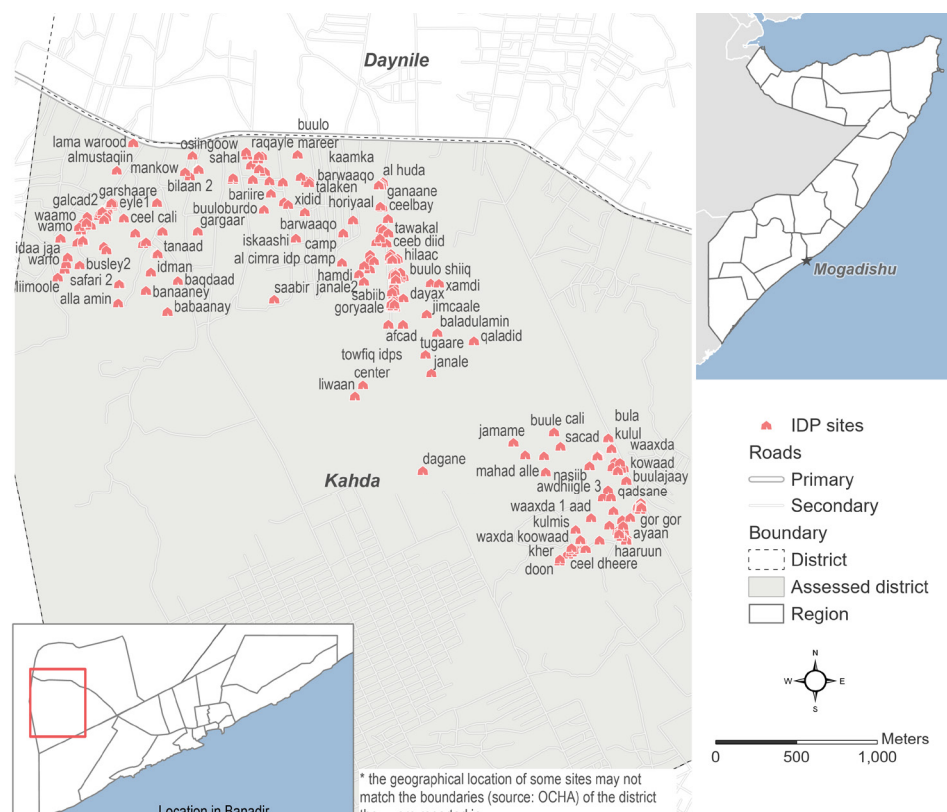 Daynile
buulo
lama warood
osiingoow
raqayle mareer
almustaqiin
sahal
kaamka
mankow
barwaaqo
al huda
bilaan 2
talaken
ganaane
garshaare
bariire
xidid
horiyaal
galcad2
eyle1
buuloburdo
ceelbay
waamo
ceel cali
gargaar
barwaaqo
tawakal
wamo
iskaashi
camp
ceeb diid
idaa jaa
tanaad
al cimra idp camp
hilaac
warfo
busley2
idman
hamdi
buulo shiiq
safari 2
baqdaad
saabir
janale2
xamdi
alla amin
banaaney
sabiib
dayax
babaanay
goryaale
jimcaale
baladulamin
afcad
tugaare
qaladid
towfiq idps
janale
center
liwaan
buule cali
bula
jamame
sacad
kulul
waaxda
dagane
mahad alle
nasiib
kowaad
buulajaay
Kahda
awdhiigle 3
qadsane
waaxda 1 aad
gor gor
kulmis
ayaan
waxda koowaad
kher
haaruun
doon
ceel dheere
Mogadishu
IDP sites
Roads
Primary
Secondary
Boundary
District
Assessed district
Region
N
W E
S
Meters
0 500 1,000
* the geographical location of some sites may not
match the boundaries (source: OCHA) of the district
Location in Banadir